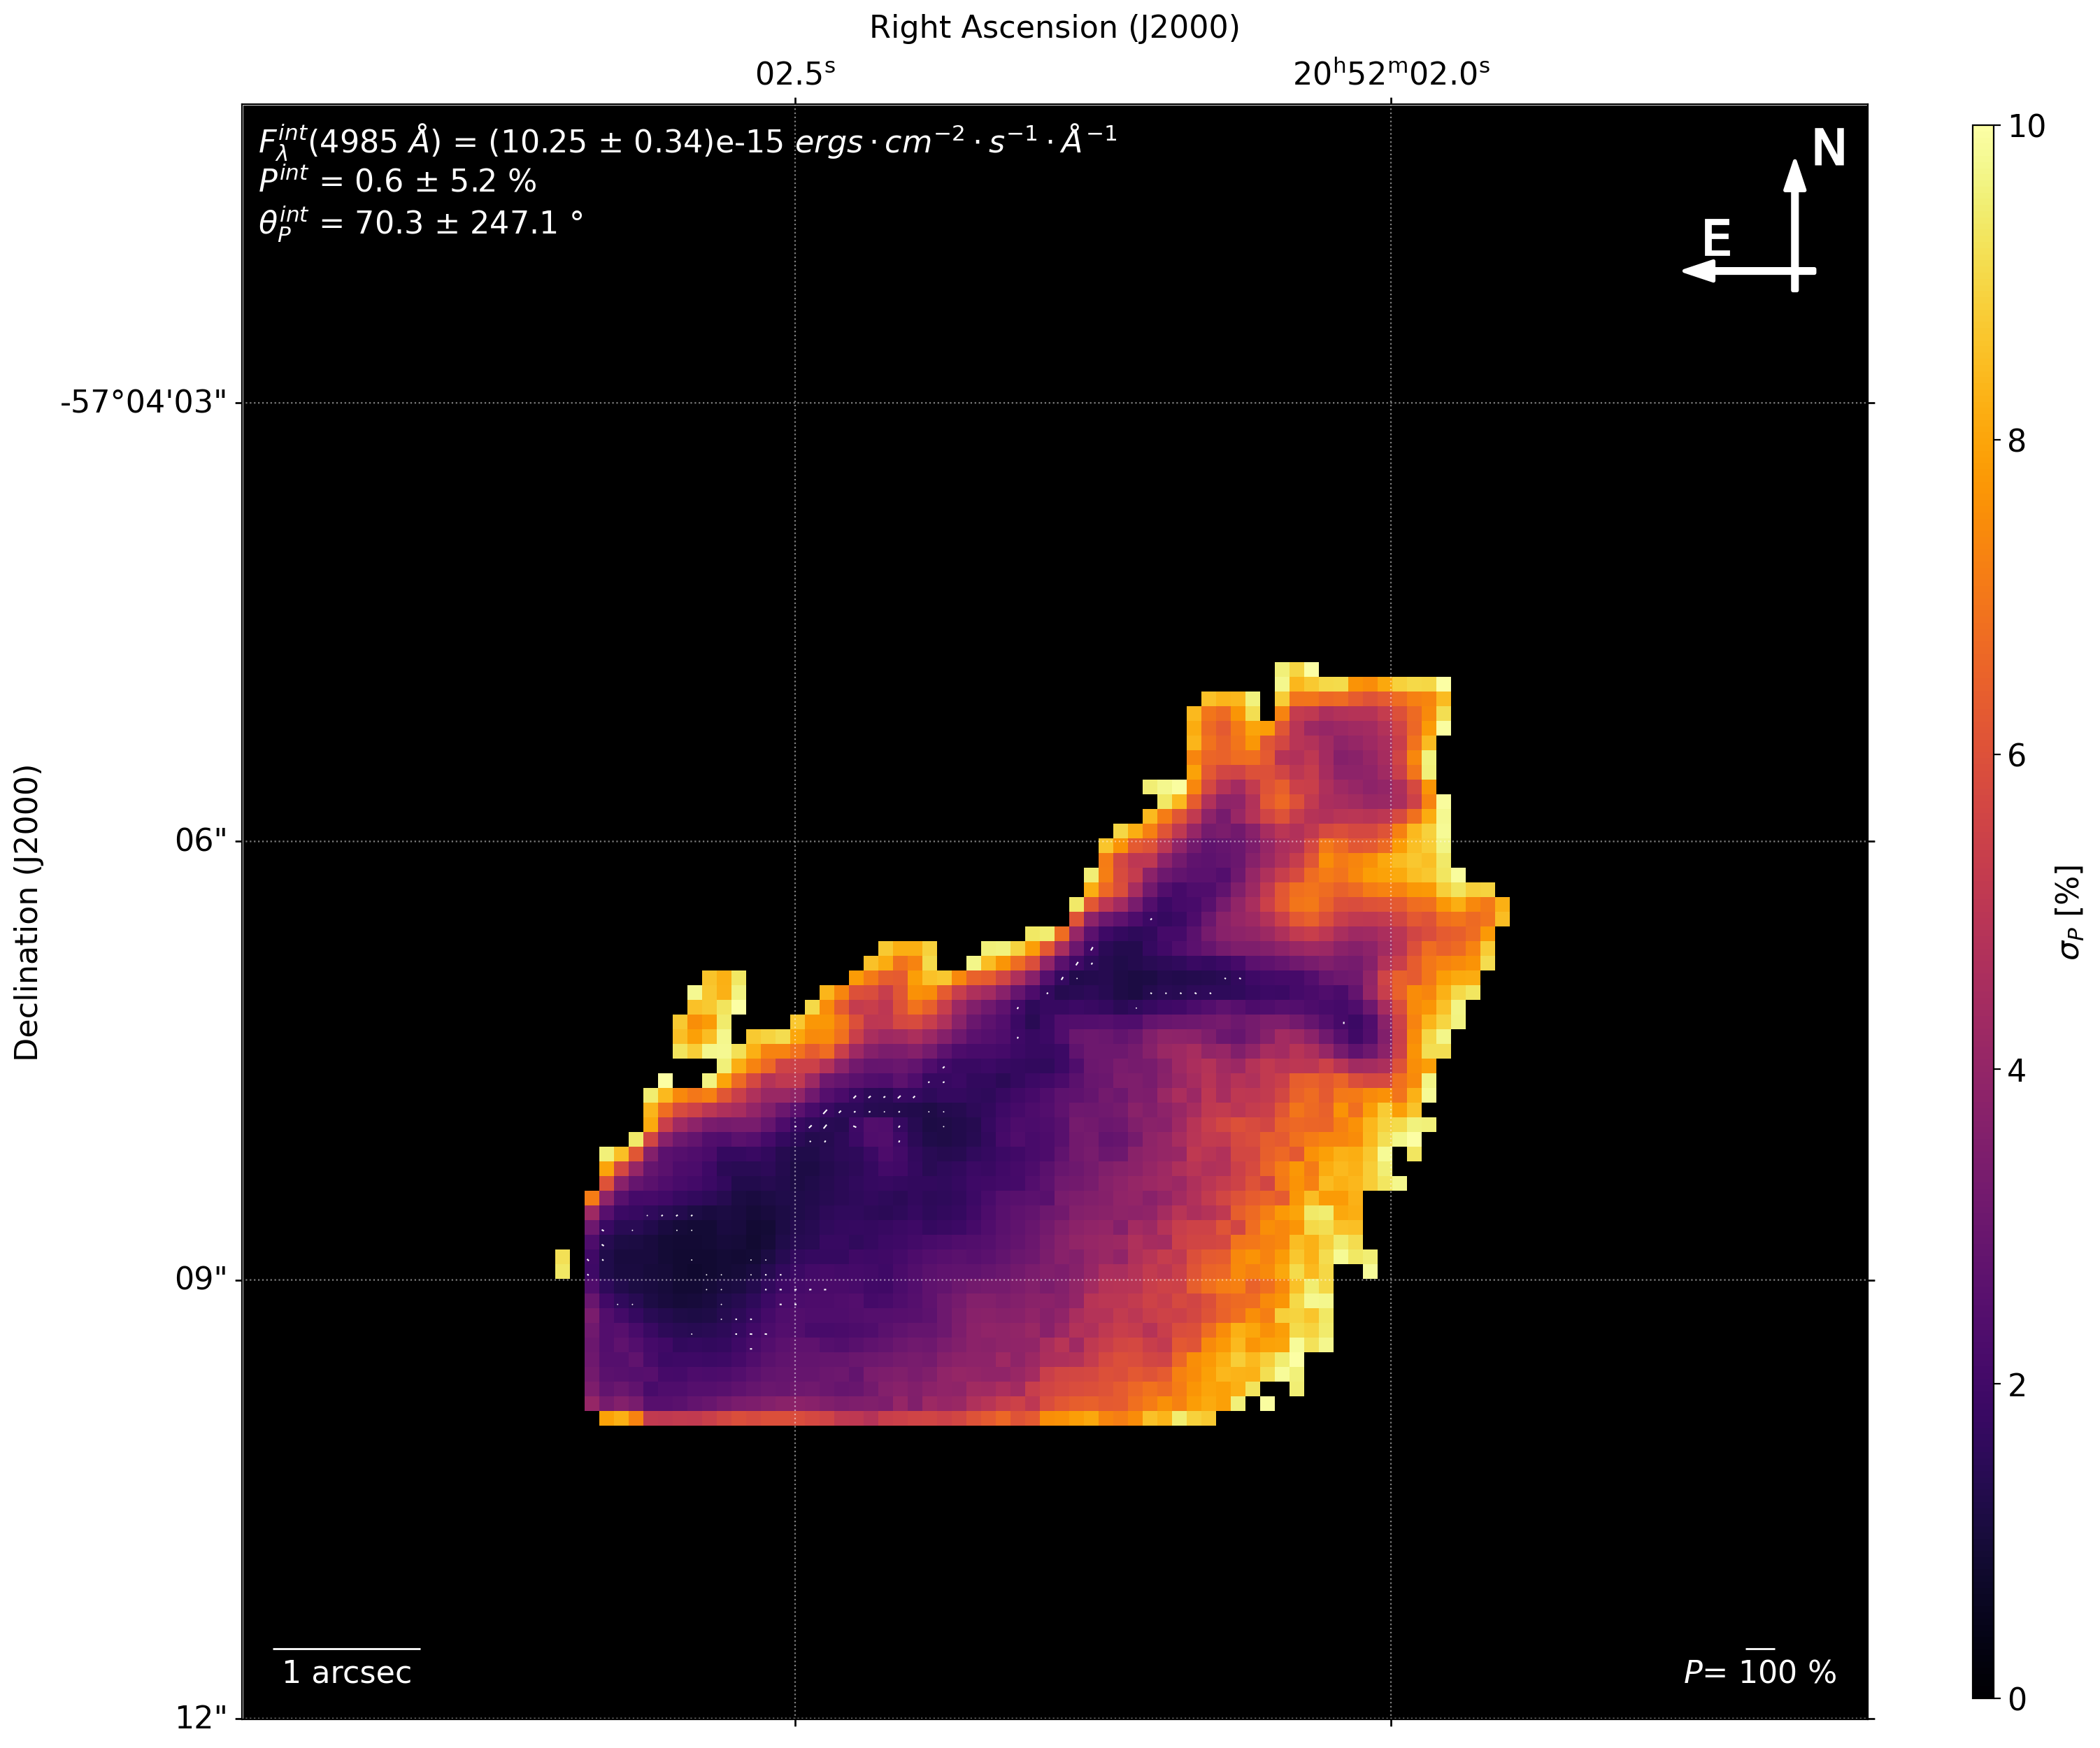 Right Ascension (J2000)
02.5ˢ
20ʰ52ᵐ02.0ˢ
F_λ^int(4985 Å) = (10.25 ± 0.34)e-15 ergs · cm⁻² · s⁻¹ · Å⁻¹
P^int = 0.6 ± 5.2 %
θ_P^int = 70.3 ± 247.1 °
N
E
-57°04'03"
06"
09"
12"
Declination (J2000)
1 arcsec
P= 100 %
10
8
6
4
2
0
σ_P [%]